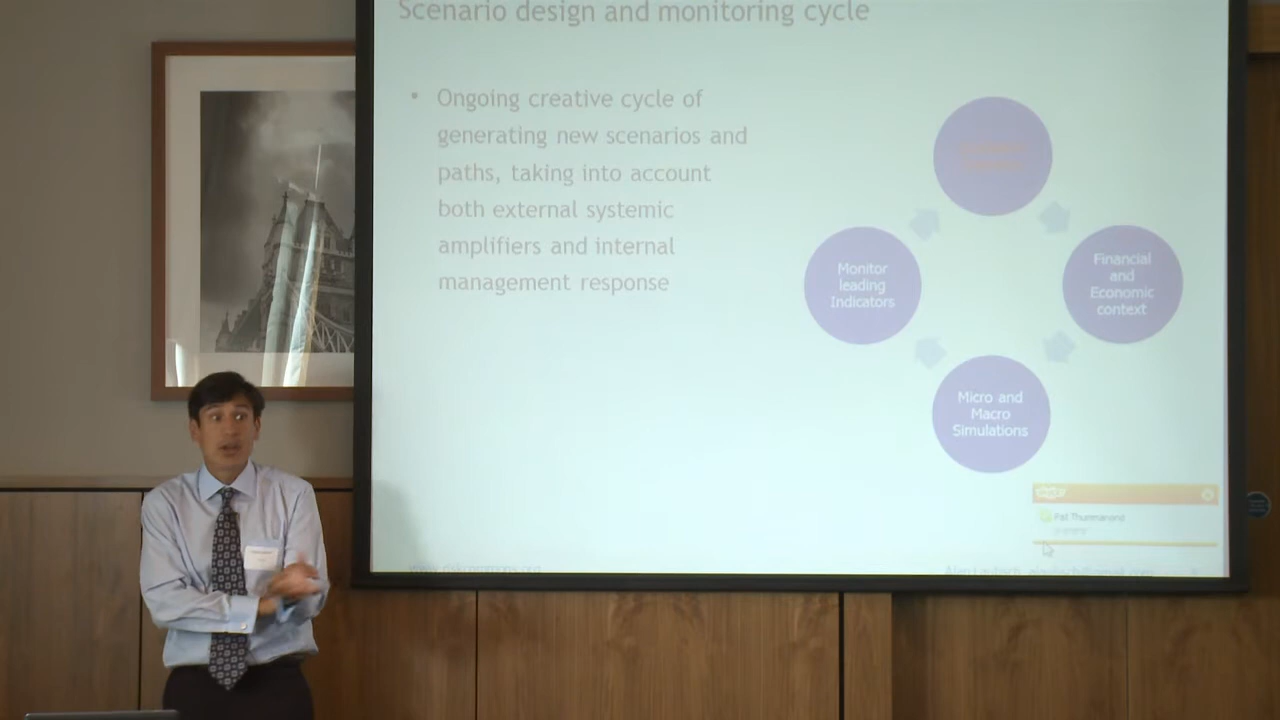 Scenario design and monitoring cycle
• Ongoing creative cycle of
generating new scenarios and
paths, taking into account
both external systemic
amplifiers and internal
management response
Monitor
leading
Indicators
Financial
and
Economic
context
Micro and
Macro
Simulations